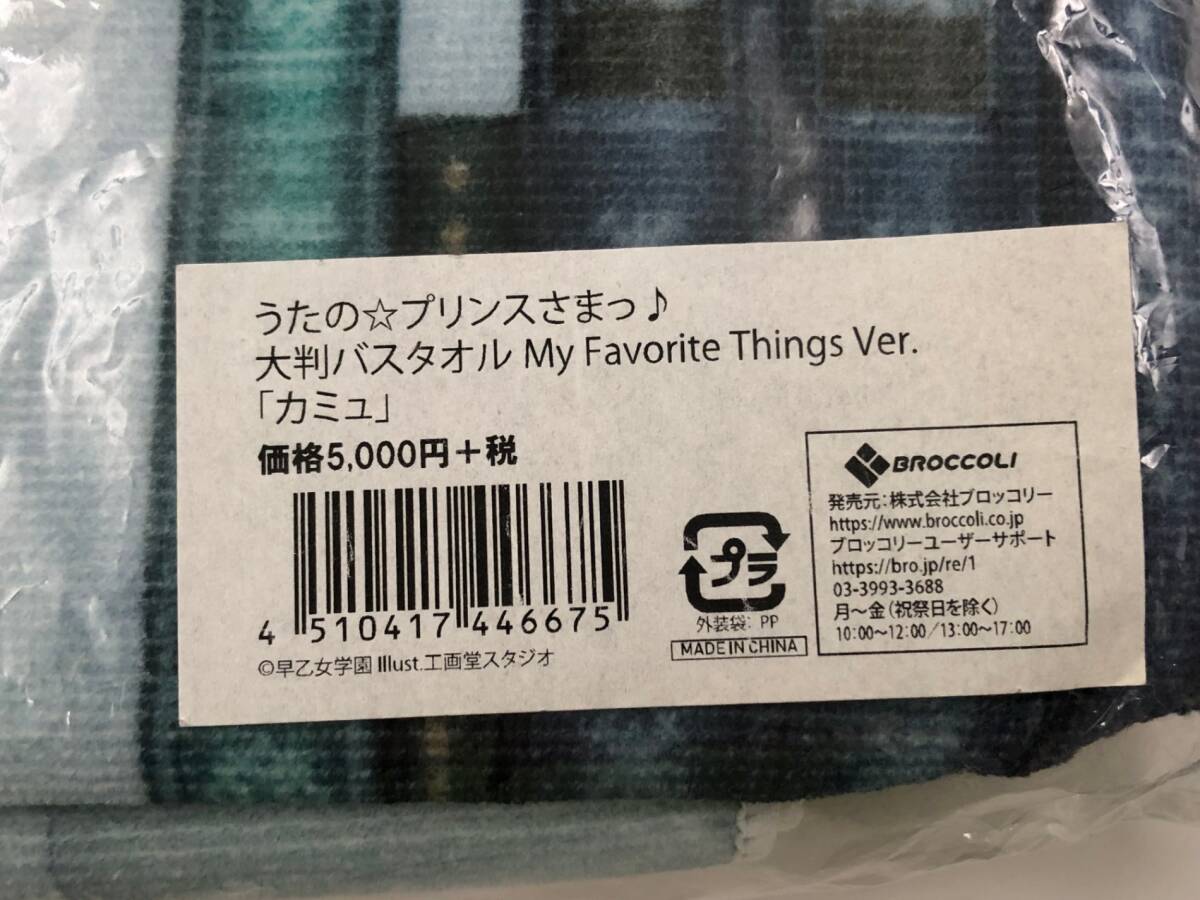 うたの☆プリンスさまっ♪
大判バスタオル My Favorite Things Ver.
「カミュ」
価格5,000円+税
4 510417 446675
©早乙女学園 Illust.工画堂スタジオ
プラ
外装袋: PP
MADE IN CHINA
BROCCOLI
発売元:株式会社ブロッコリー
https://www.broccoli.co.jp
ブロッコリーユーザーサポート
https://bro.jp/re/1
03-3993-3688
月〜金(祝祭日を除く)
10:00〜12:00/13:00〜17:00